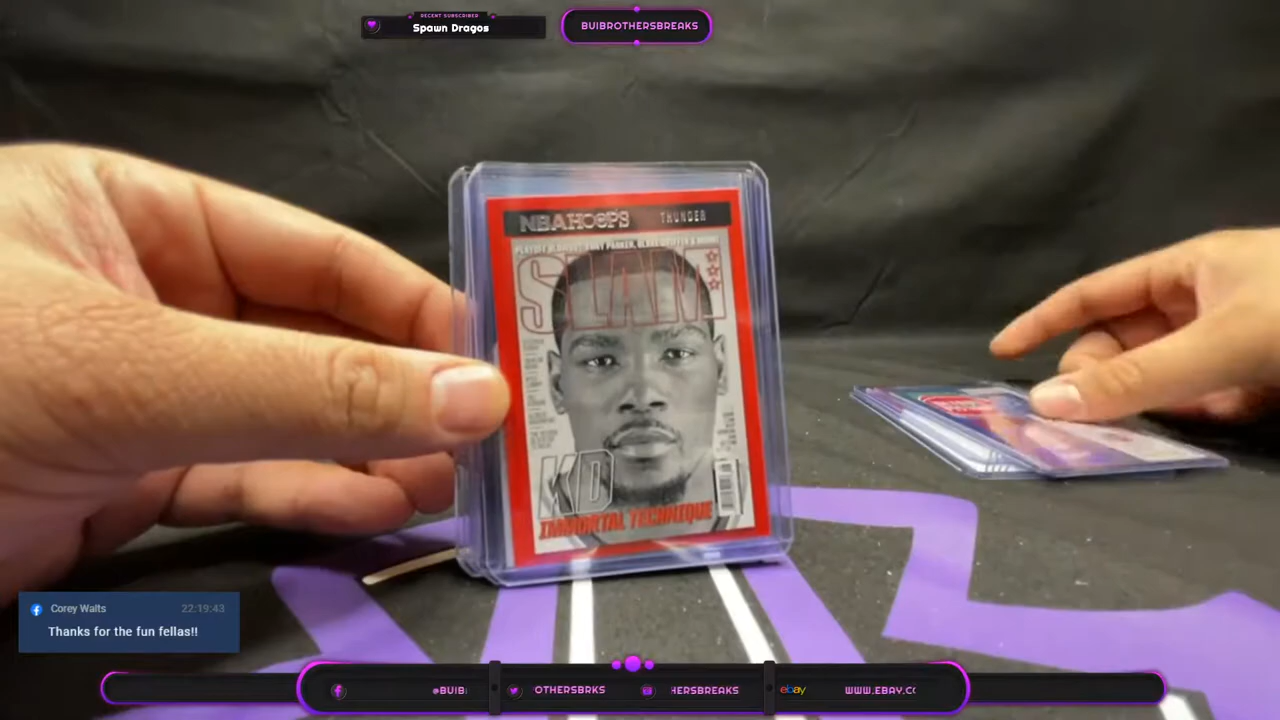 RECENT SUBSCRIBER
Spawn Dragos
BUIBROTHERSBREAKS
NBA HOOPS THUNDER
SLAM
KD
IMMORTAL TECHNIQUE
Corey Walts 22:19:43
Thanks for the fun fellas!!
@BUIB
OTHERSBRKS
HERSBREAKS
ebay
WWW.EBAY.CO